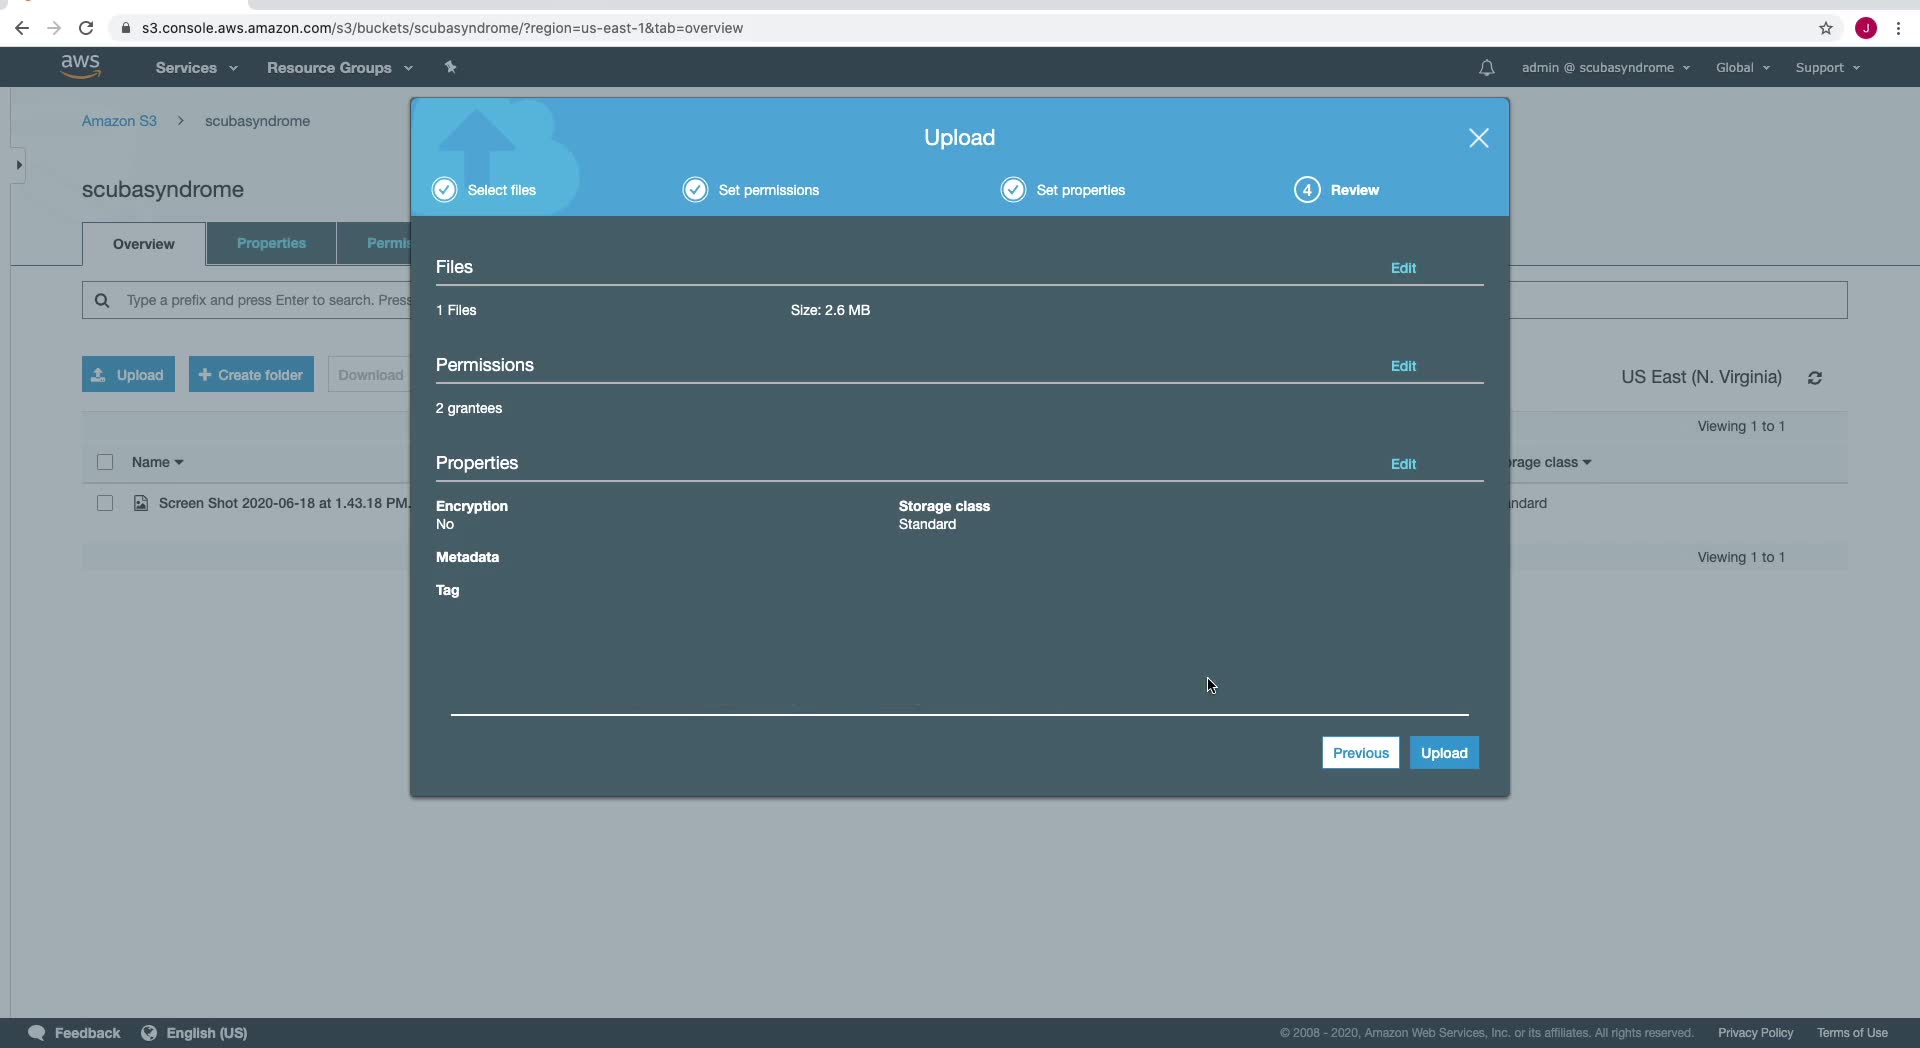 s3.console.aws.amazon.com/s3/buckets/scubasyndrome/?region=us-east-1&tab=overview
J
aws
Services
Resource Groups
admin @ scubasyndrome
Global
Support
Amazon S3 > scubasyndrome
scubasyndrome
Overview
Properties
Permis
Type a prefix and press Enter to search. Press
Upload
Create folder
Download
US East (N. Virginia)
Viewing 1 to 1
Name
rage class
Screen Shot 2020-06-18 at 1.43.18 PM.
ndard
Viewing 1 to 1
Upload
Select files
Set permissions
Set properties
4 Review
Files
Edit
1 Files
Size: 2.6 MB
Permissions
Edit
2 grantees
Properties
Edit
Encryption
No
Storage class
Standard
Metadata
Tag
Previous
Upload
Feedback
English (US)
© 2008 - 2020, Amazon Web Services, Inc. or its affiliates. All rights reserved.
Privacy Policy
Terms of Use